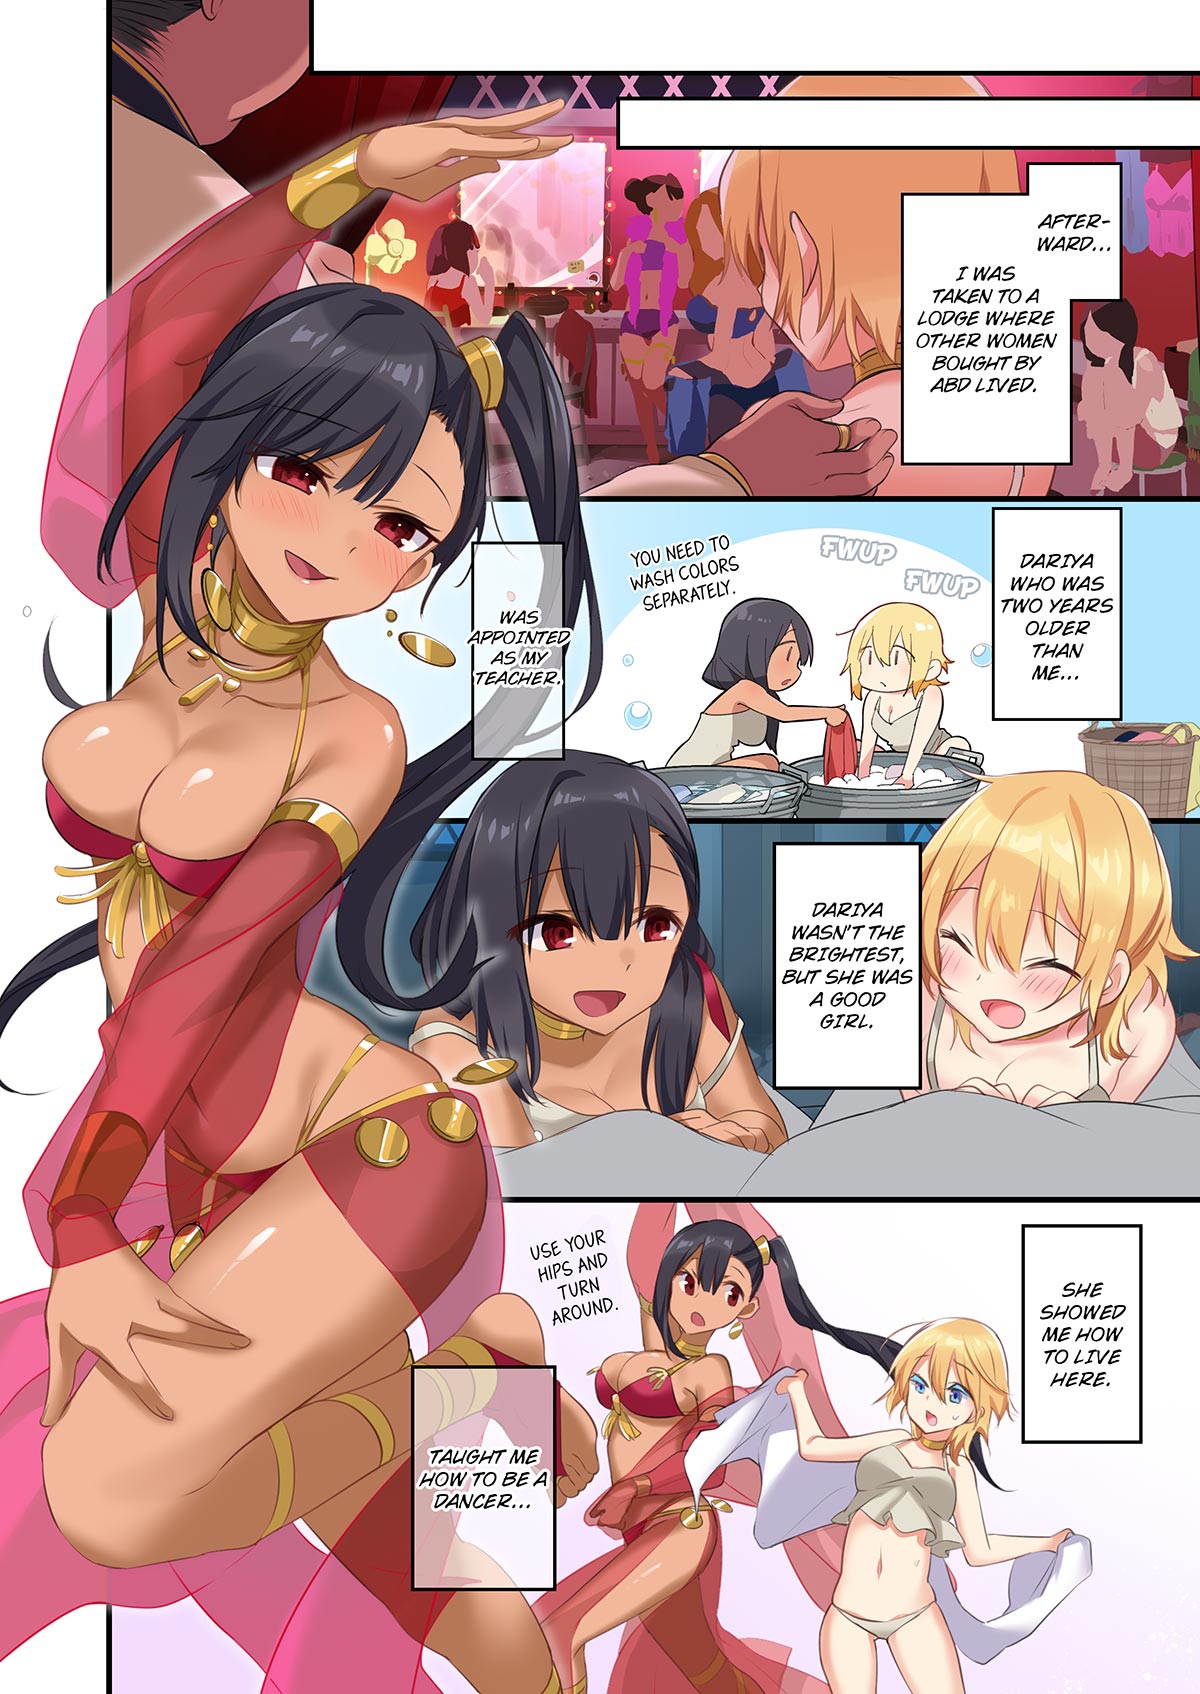 AFTER-
WARD...
I WAS
TAKEN TO A
LODGE WHERE
OTHER WOMEN
BOUGHT BY
ABD LIVED.
DARIYA
WHO WAS
TWO YEARS
OLDER
THAN
ME...
FWUP
FWUP
YOU NEED TO
WASH COLORS
SEPARATELY.
WAS
APPOINTED
AS MY
TEACHER.
DARIYA
WASN'T THE
BRIGHTEST,
BUT SHE WAS
A GOOD
GIRL.
SHE
SHOWED
ME HOW
TO LIVE
HERE.
USE YOUR
HIPS AND
TURN
AROUND.
TAUGHT ME
HOW TO BE A
DANCER...